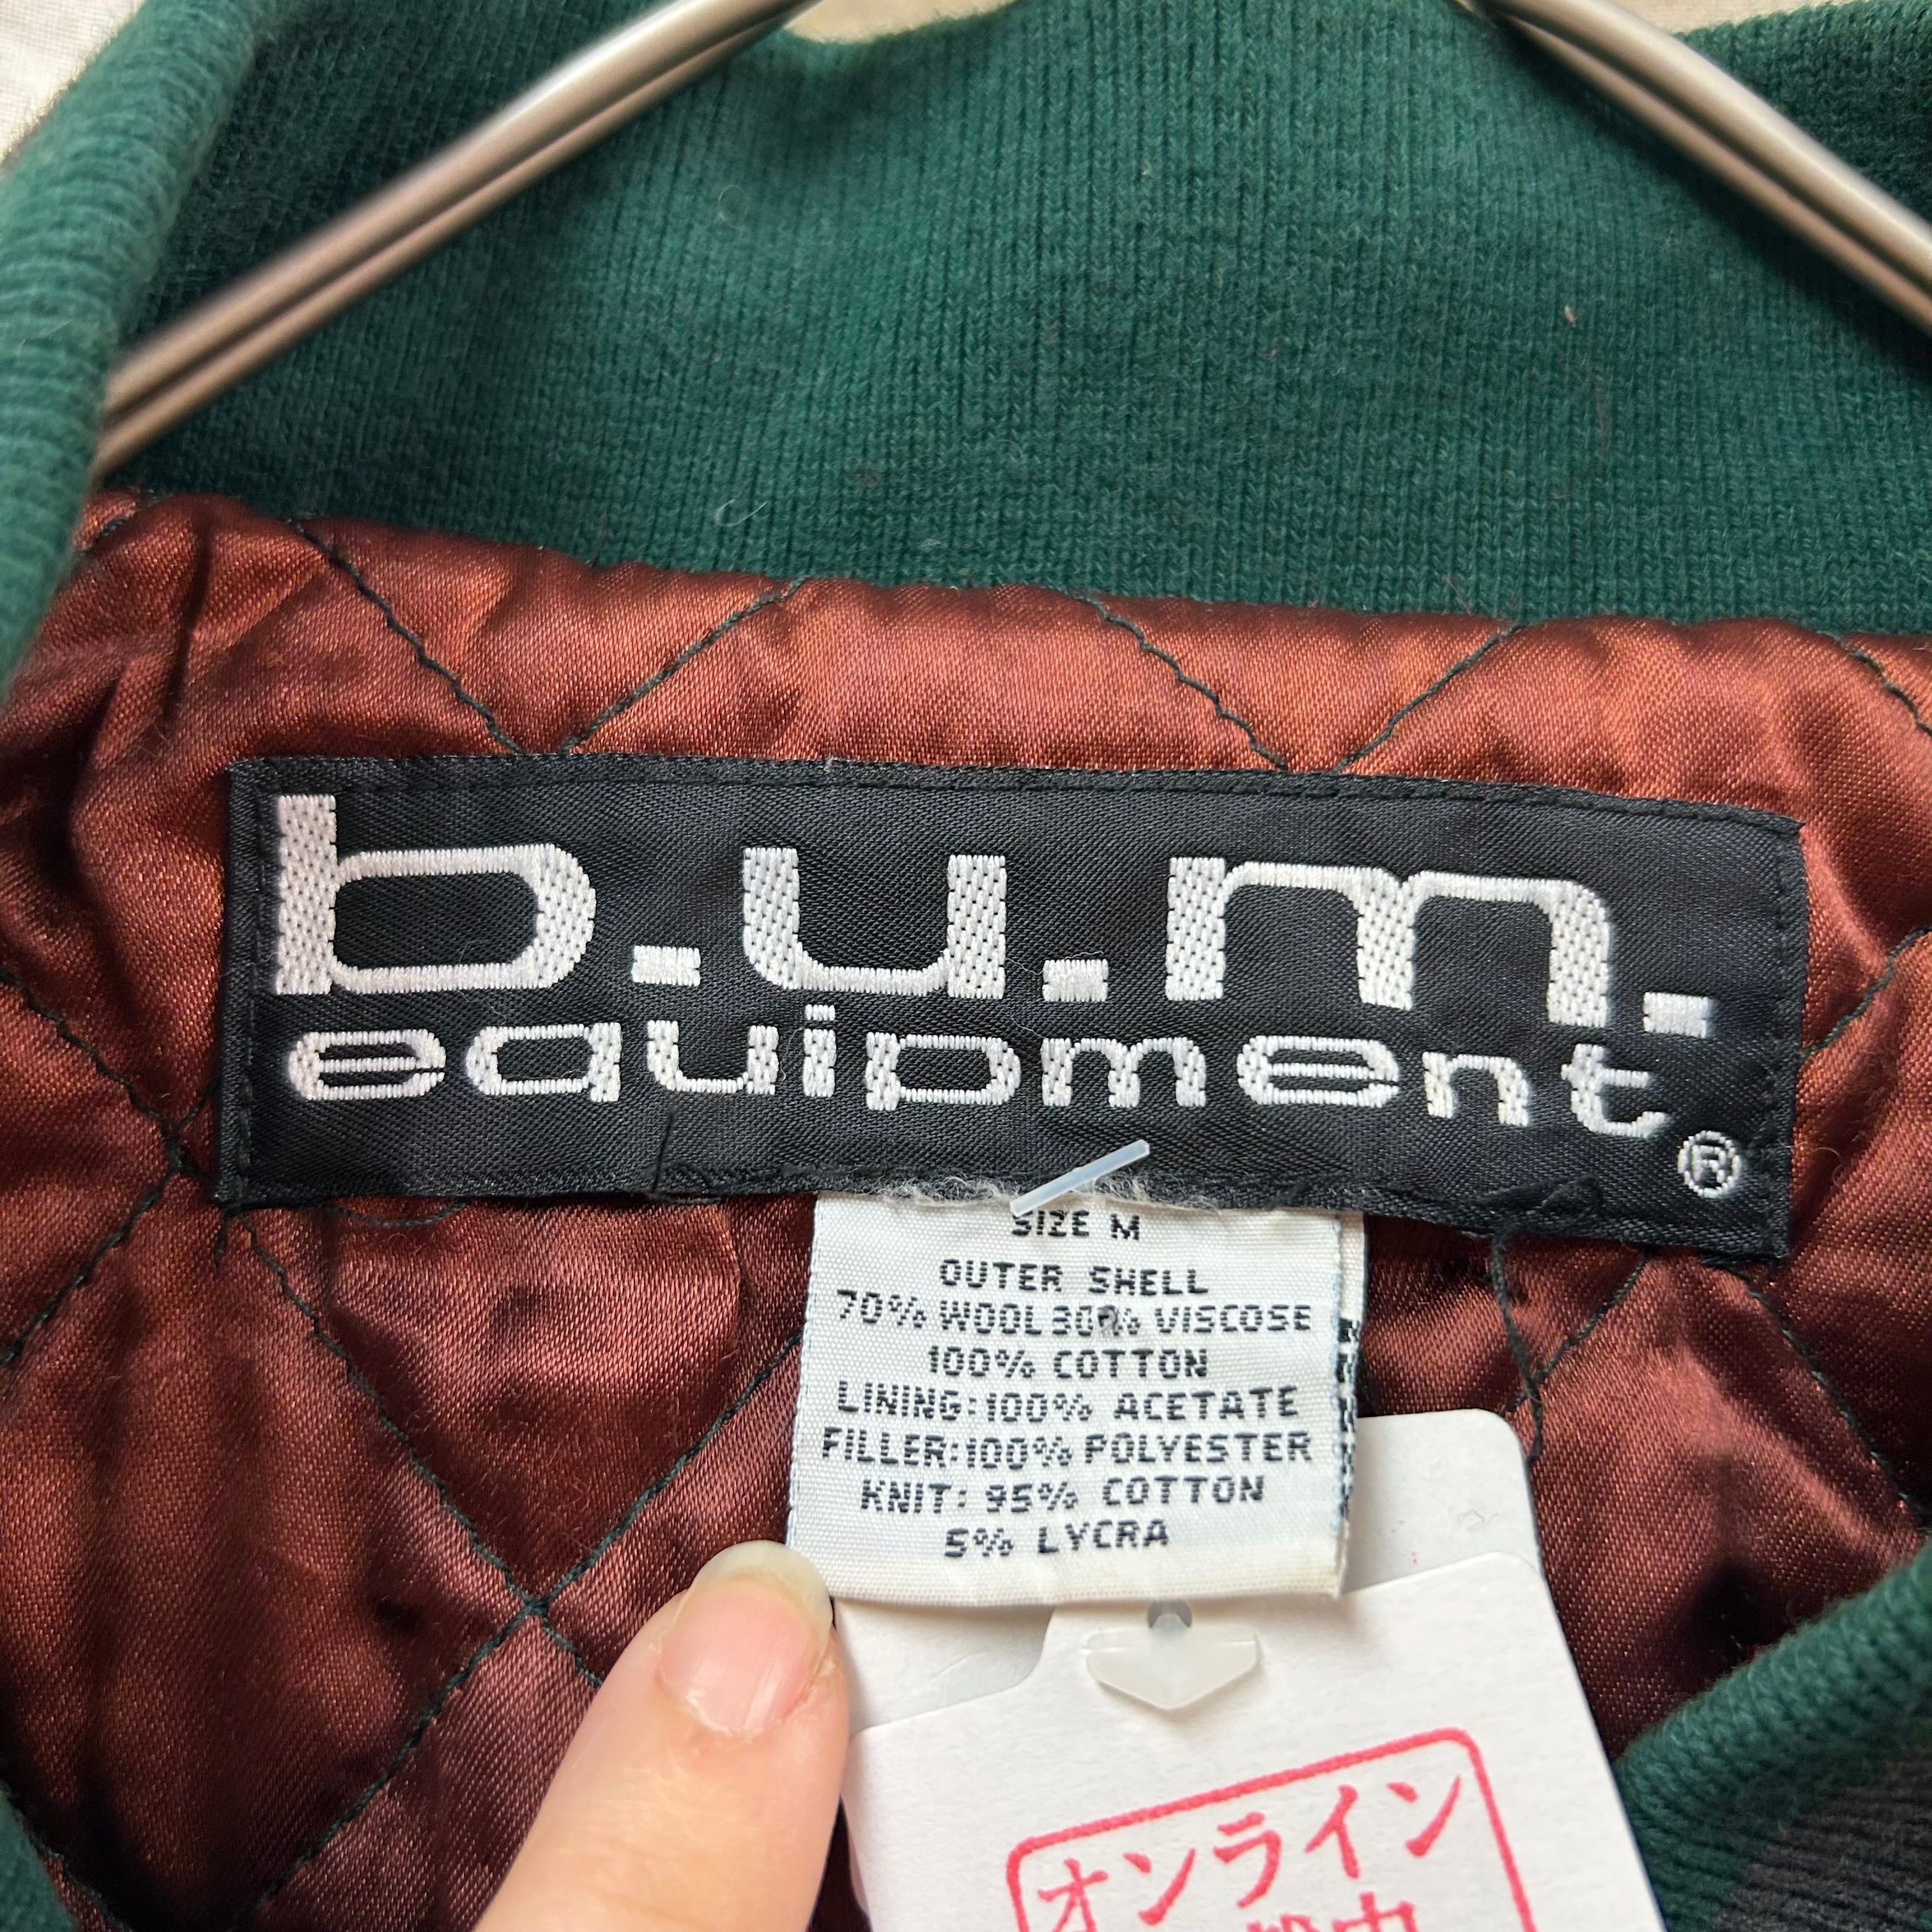 b.u.m.
equipment
®
SIZE M
OUTER SHELL
70% WOOL 30% VISCOSE
100% COTTON
LINING:100% ACETATE
FILLER:100% POLYESTER
KNIT: 95% COTTON
5% LYCRA
オンライン